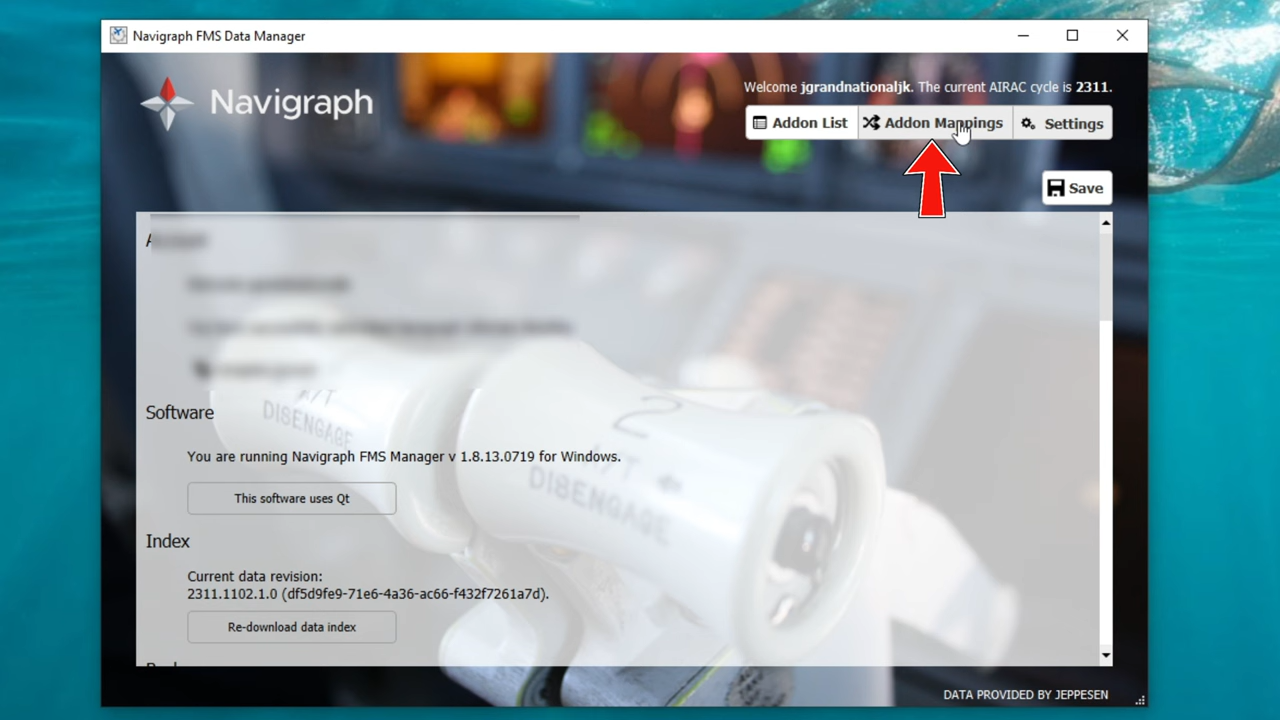 Navigraph FMS Data Manager
Navigraph
Welcome jgrandnationaljk. The current AIRAC cycle is 2311.
Addon List
Addon Mappings
Settings
Save
Software
You are running Navigraph FMS Manager v 1.8.13.0719 for Windows.
This software uses Qt
Index
Current data revision:
2311.1102.1.0 (df5d9fe9-71e6-4a36-ac66-f432f7261a7d).
Re-download data index
A/T
DISENGAGE
2
A/T
DISENGAGE
DATA PROVIDED BY JEPPESEN